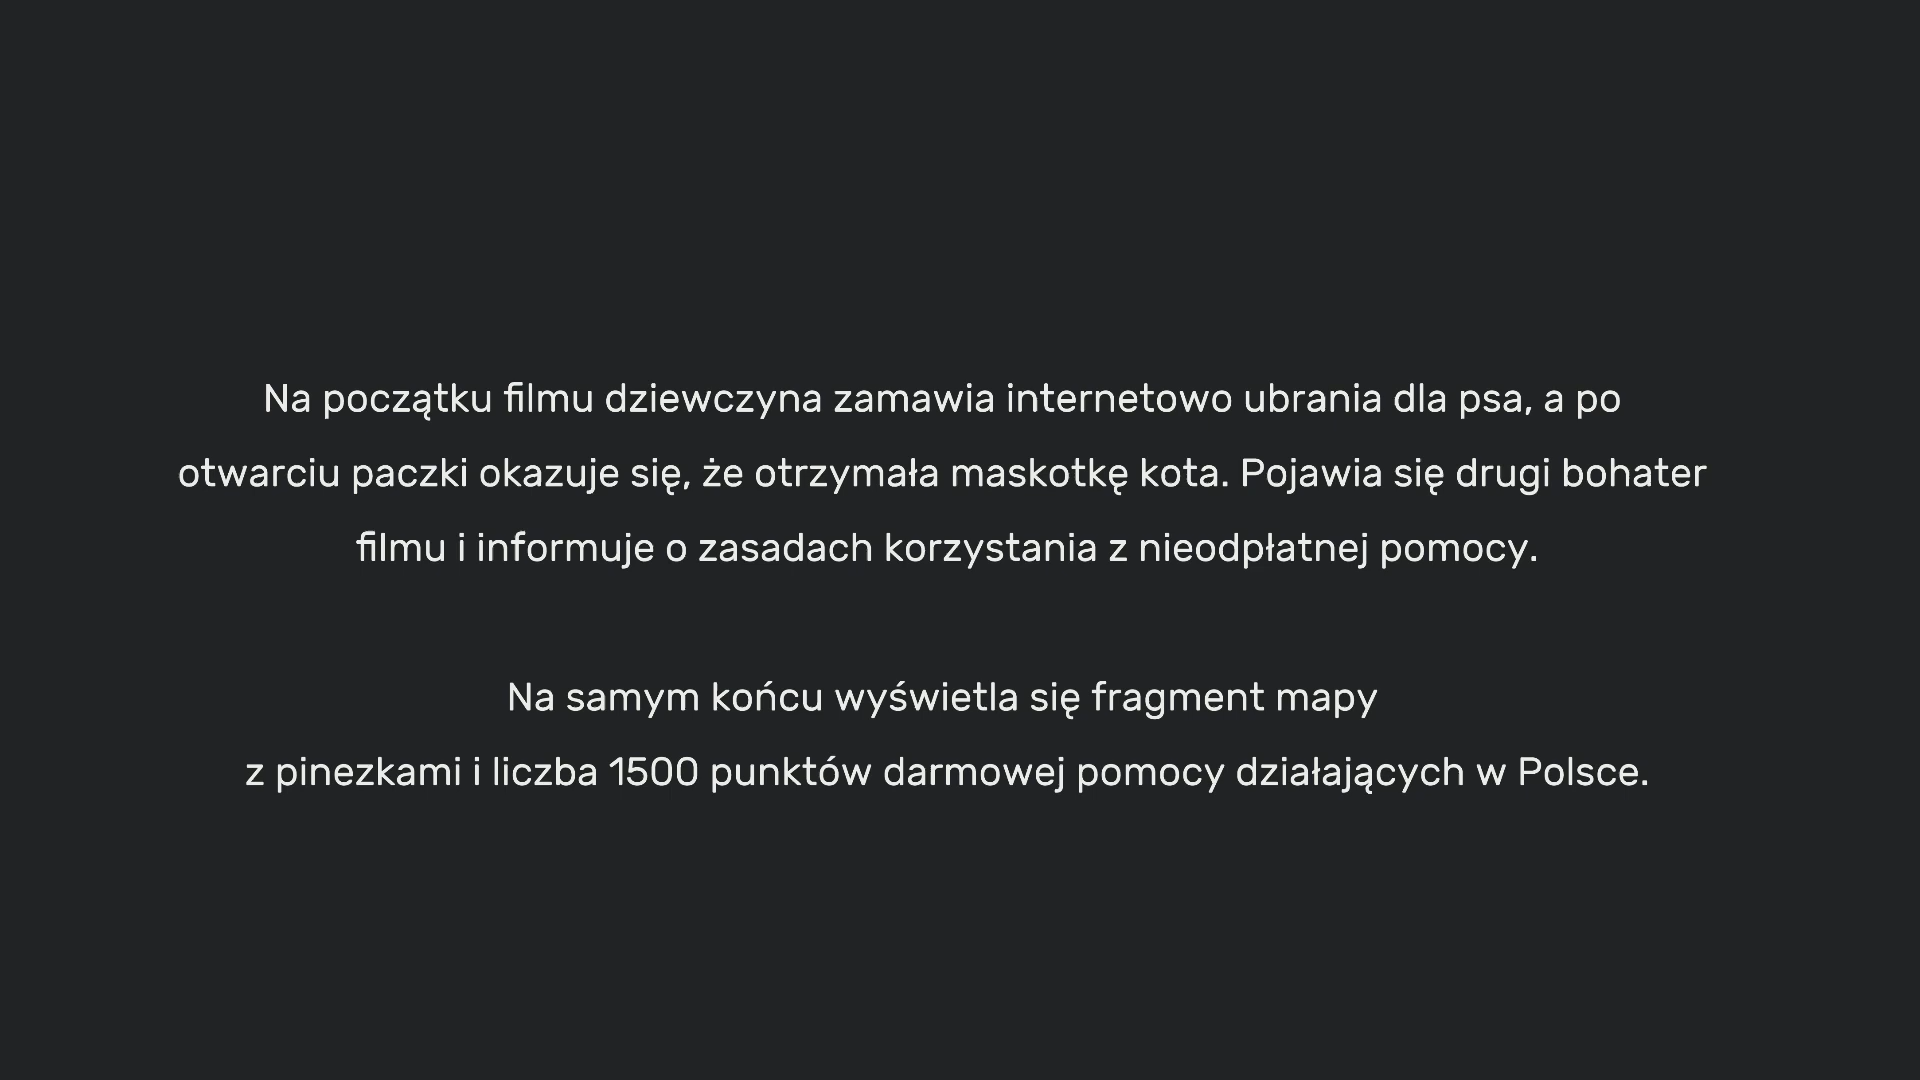 Na początku filmu dziewczyna zamawia internetowo ubrania dla psa, a po
otwarciu paczki okazuje się, że otrzymała maskotkę kota. Pojawia się drugi bohater
filmu i informuje o zasadach korzystania z nieodpłatnej pomocy.
Na samym końcu wyświetla się fragment mapy
z pinezkami i liczba 1500 punktów darmowej pomocy działających w Polsce.